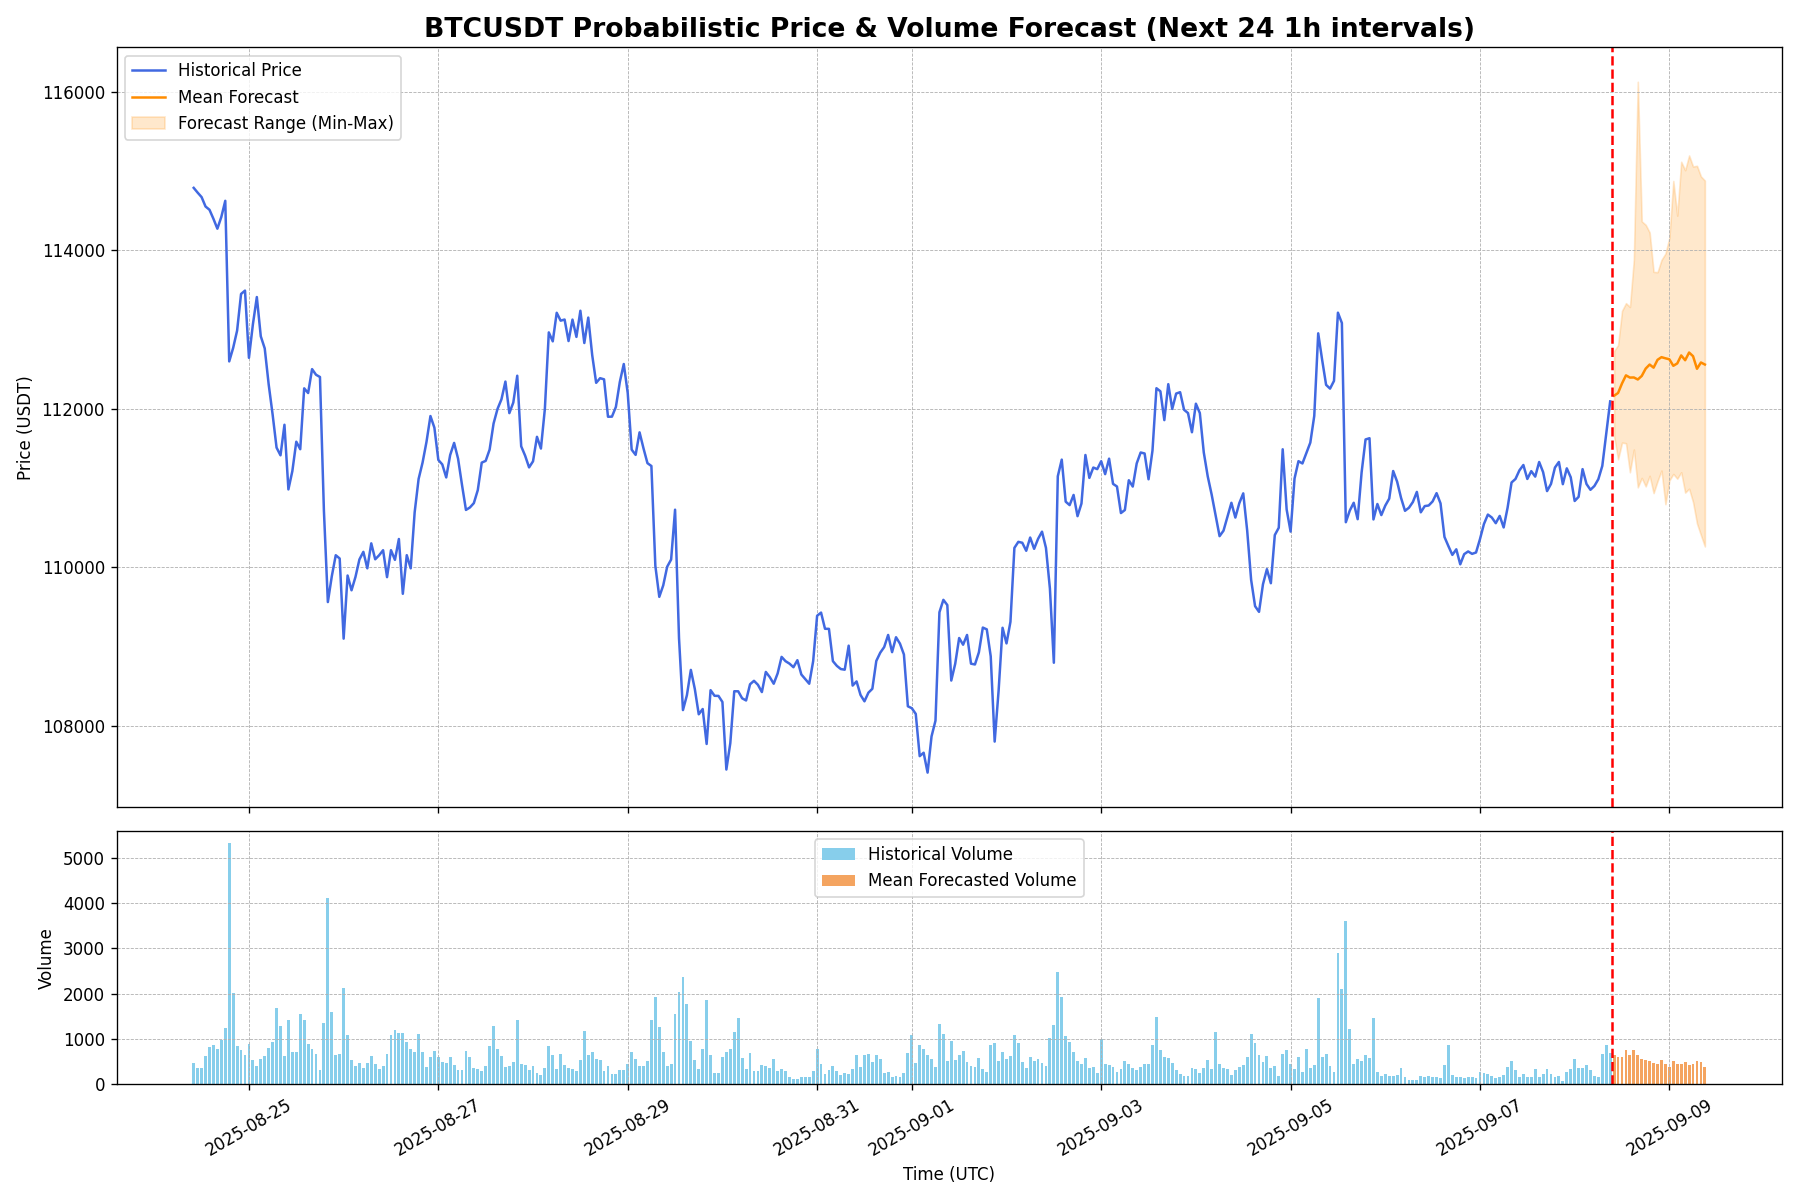 BTCUSDT Probabilistic Price & Volume Forecast (Next 24 1h intervals)
Historical Price
Mean Forecast
Forecast Range (Min-Max)
Price (USDT)
116000
114000
112000
110000
108000
Historical Volume
Mean Forecasted Volume
Volume
5000
4000
3000
2000
1000
0
2025-08-25
2025-08-27
2025-08-29
2025-08-31
2025-09-01
2025-09-03
2025-09-05
2025-09-07
2025-09-09
Time (UTC)